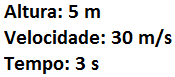 Altura: 5 m
Velocidade: 30 m/s
Tempo: 3 s